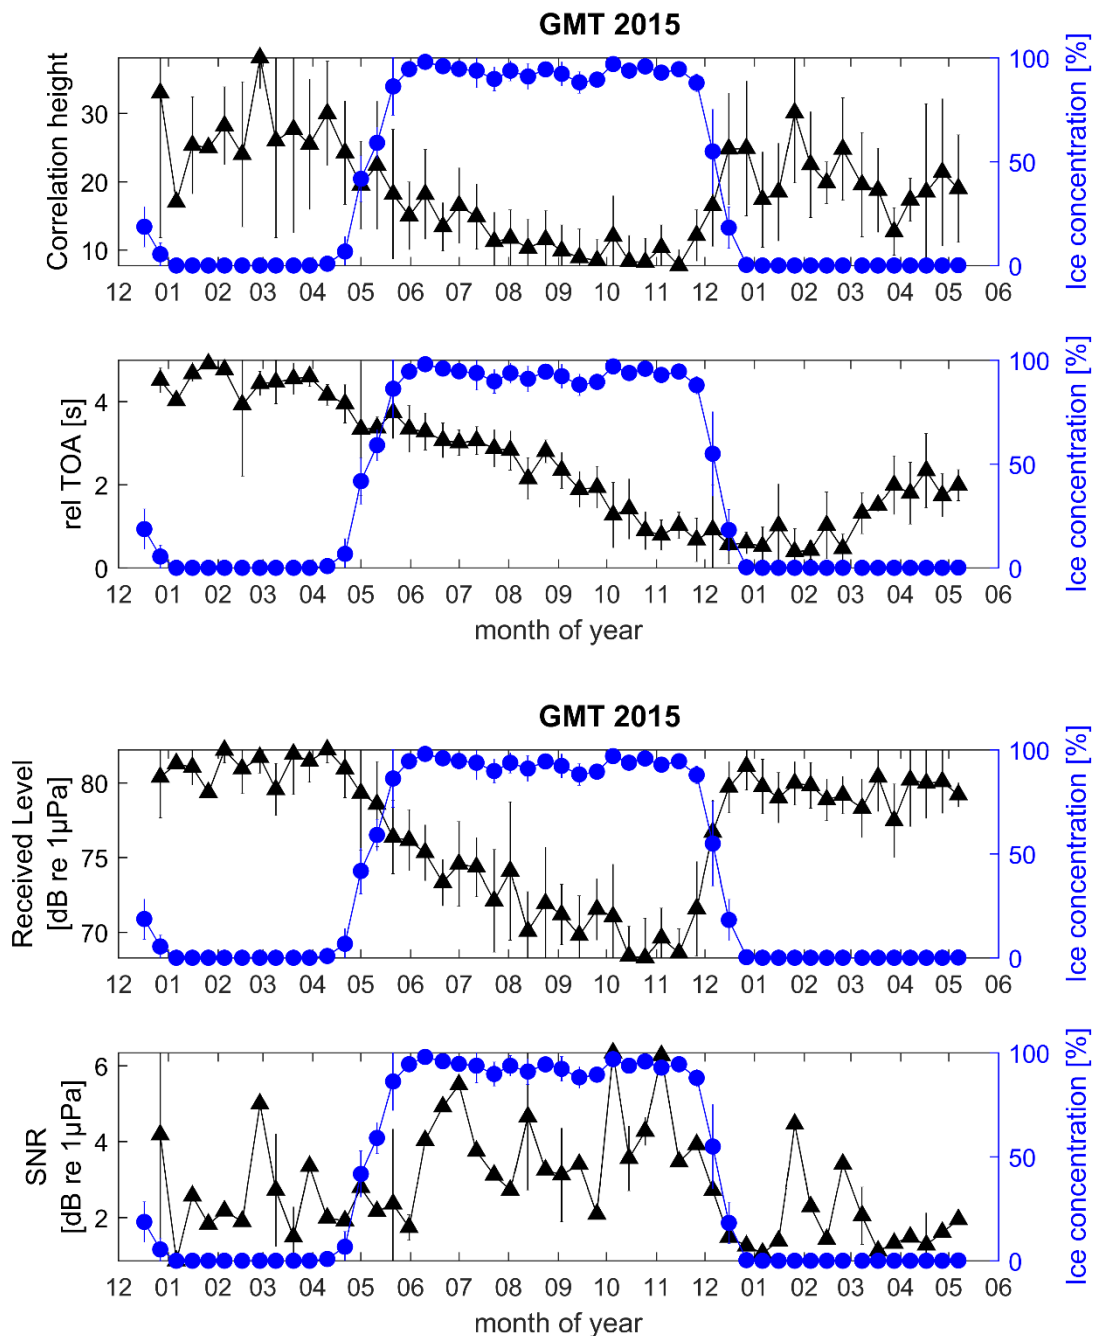 GMT 2015
Correlation height
30
20
10
100
50
0
Ice concentration [%]
12 01 02 03 04 05 06 07 08 09 10 11 12 01 02 03 04 05 06
rel TOA [s]
4
2
0
100
50
0
Ice concentration [%]
12 01 02 03 04 05 06 07 08 09 10 11 12 01 02 03 04 05 06
month of year
GMT 2015
Received Level
[dB re 1µPa]
80
75
70
100
50
0
Ice concentration [%]
12 01 02 03 04 05 06 07 08 09 10 11 12 01 02 03 04 05 06
SNR
[dB re 1µPa]
6
4
2
100
50
0
Ice concentration [%]
12 01 02 03 04 05 06 07 08 09 10 11 12 01 02 03 04 05 06
month of year